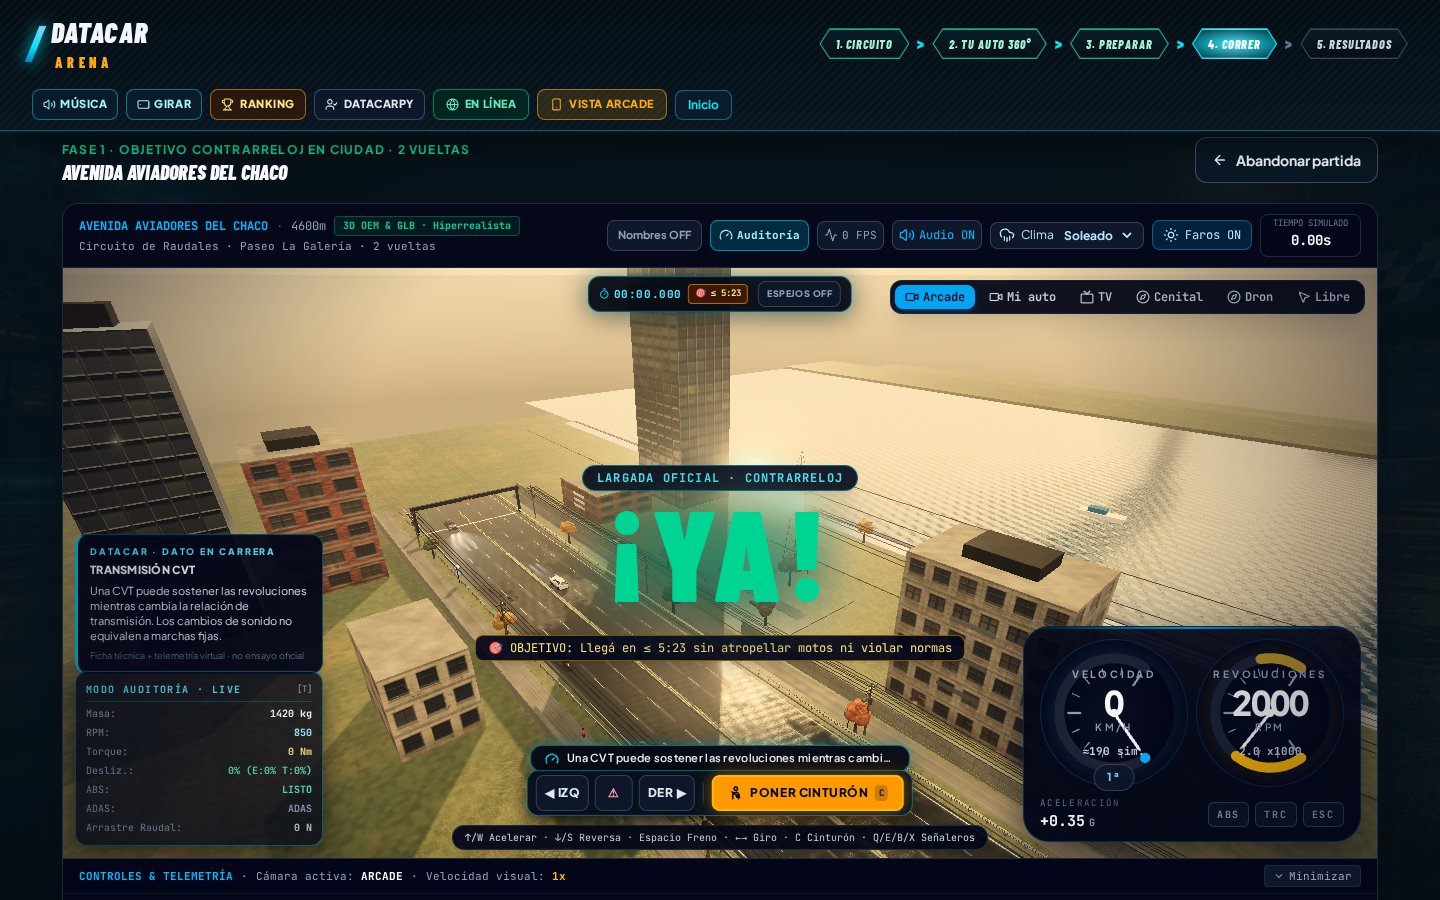 DATACAR
ARENA
1. CIRCUITO > 2. TU AUTO 360° > 3. PREPARAR > 4. CORRER > 5. RESULTADOS
MÚSICA GIRAR RANKING DATACARPY EN LÍNEA VISTA ARCADE Inicio
FASE 1 · OBJETIVO CONTRARRELOJ EN CIUDAD · 2 VUELTAS
AVENIDA AVIADORES DEL CHACO
← Abandonar partida
AVENIDA AVIADORES DEL CHACO · 4600m 3D OEM & GLB · Hiperrealista
Circuito de Raudales · Paseo La Galería · 2 vueltas
Nombres OFF Auditoría 0 FPS Audio ON Clima Soleado Faros ON
TIEMPO SIMULADO
0.00s
00:00.000 🎯 ≤ 5:23 ESPEJOS OFF
Arcade Mi auto TV Cenital Dron Libre
LARGADA OFICIAL · CONTRARRELOJ
¡YA!
🎯 OBJETIVO: Llegá en ≤ 5:23 sin atropellar motos ni violar normas
DATACAR · DATO EN CARRERA
TRANSMISIÓN CVT
Una CVT puede sostener las revoluciones
mientras cambia la relación de
transmisión. Los cambios de sonido no
equivalen a marchas fijas.
Ficha técnica + telemetría virtual · no ensayo oficial
MODO AUDITORÍA · LIVE [T]
Masa: 1420 kg
RPM: 850
Torque: 0 Nm
Desliz.: 0% (E:0% T:0%)
ABS: LISTO
ADAS: ADAS
Arrastre Raudal: 0 N
Una CVT puede sostener las revoluciones mientras cambi…
◀ IZQ ⚠ DER ▶ PONER CINTURÓN C
↑/W Acelerar · ↓/S Reversa · Espacio Freno · ←→ Giro · C Cinturón · Q/E/B/X Señaleros
VELOCIDAD
0
KM/H
≈190 sim.
1ª
REVOLUCIONES
2000
RPM
2.0 x1000
ACELERACIÓN
+0.35 G
ABS TRC ESC
CONTROLES & TELEMETRÍA · Cámara activa: ARCADE · Velocidad visual: 1x
Minimizar